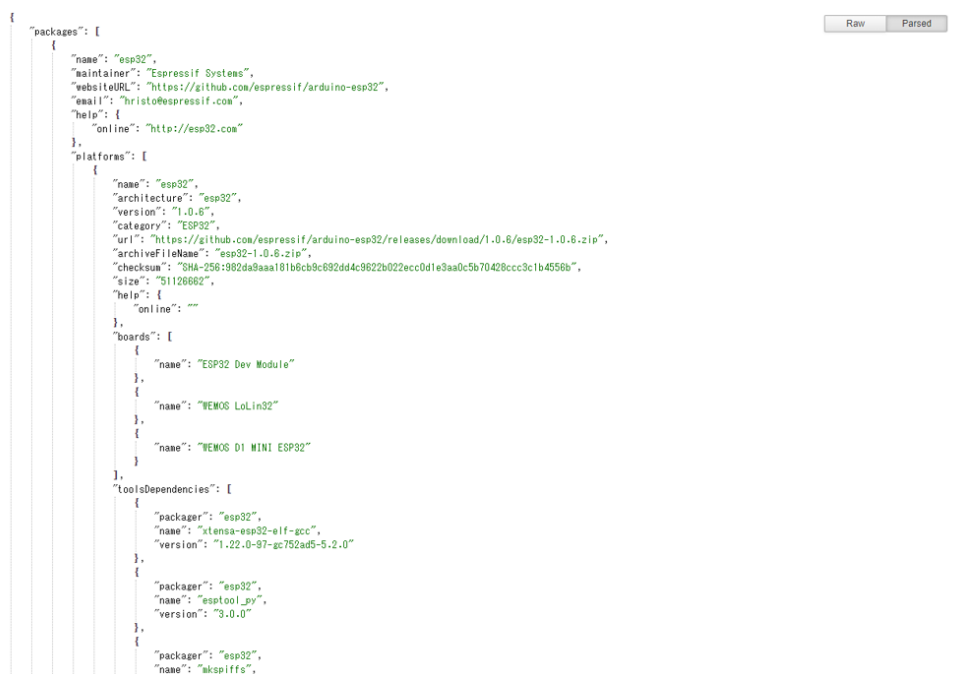 Raw Parsed
{
"packages": [
{
"name": "esp32",
"maintainer": "Espressif Systems",
"websiteURL": "https://github.com/espressif/arduino-esp32",
"email": "hristo@espressif.com",
"help": {
"online": "http://esp32.com"
},
"platforms": [
{
"name": "esp32",
"architecture": "esp32",
"version": "1.0.6",
"category": "ESP32",
"url": "https://github.com/espressif/arduino-esp32/releases/download/1.0.6/esp32-1.0.6.zip",
"archiveFileName": "esp32-1.0.6.zip",
"checksum": "SHA-256:982da9aaa181b6cb9c692dd4c9622b022ecc0d1e3aa0c5b70428ccc3c1b4556b",
"size": "51126662",
"help": {
"online": ""
},
"boards": [
{
"name": "ESP32 Dev Module"
},
{
"name": "WEMOS LoLin32"
},
{
"name": "WEMOS D1 MINI ESP32"
}
],
"toolsDependencies": [
{
"packager": "esp32",
"name": "xtensa-esp32-elf-gcc",
"version": "1.22.0-97-gc752ad5-5.2.0"
},
{
"packager": "esp32",
"name": "esptool_py",
"version": "3.0.0"
},
{
"packager": "esp32",
"name": "mkspiffs",